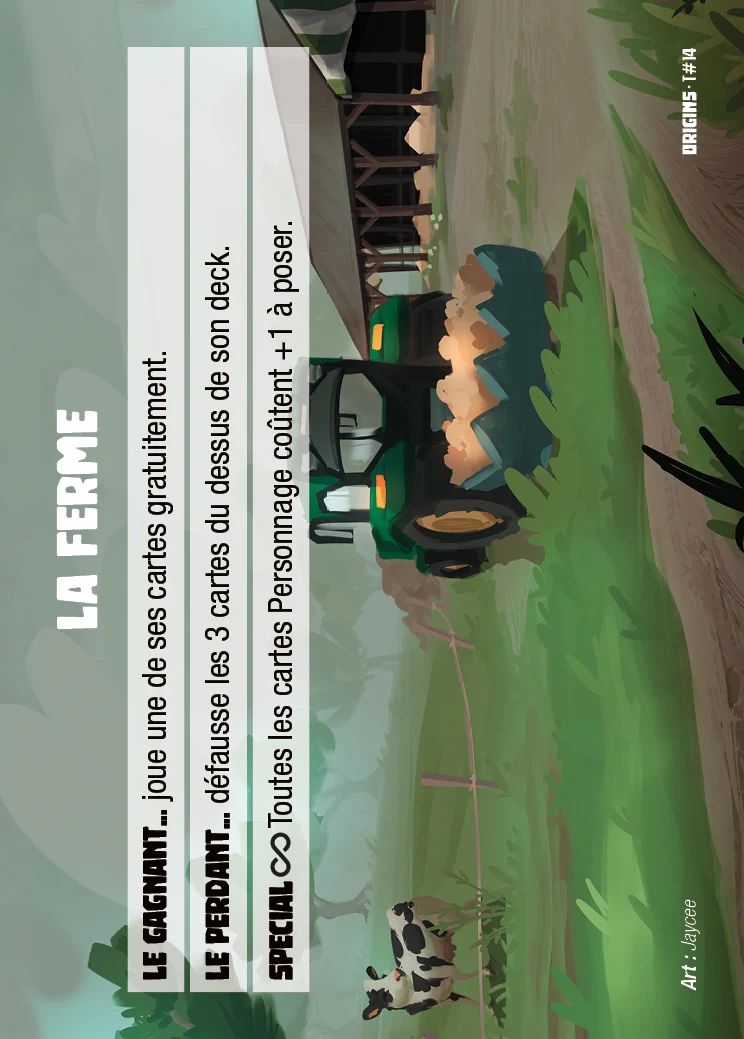 LA FERME
LE GAGNANT... joue une de ses cartes gratuitement.
LE PERDANT... défausse les 3 cartes du dessus de son deck.
SPECIAL ∞ Toutes les cartes Personnage coûtent +1 à poser.
Art : Jaycee
ORIGINS · T#14